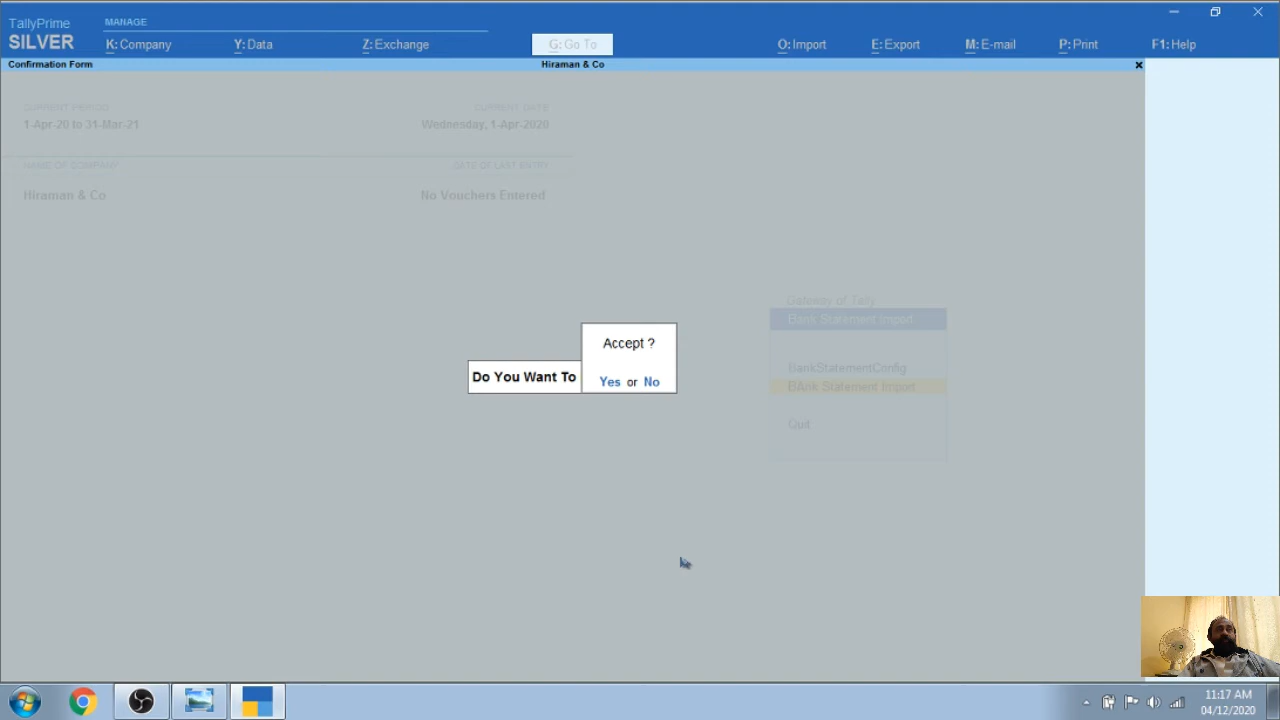 TallyPrime
SILVER
MANAGE
K: Company
Y: Data
Z: Exchange
G: Go To
O: Import
E: Export
M: E-mail
P: Print
F1: Help
Confirmation Form
Hiraman & Co
CURRENT PERIOD
CURRENT DATE
1-Apr-20 to 31-Mar-21
Wednesday, 1-Apr-2020
NAME OF COMPANY
DATE OF LAST ENTRY
Hiraman & Co
No Vouchers Entered
Gateway of Tally
Bank Statement Import
BankStatementConfig
BAnk Statement Import
Quit
Accept ?
Do You Want To
Yes or No
11:17 AM
04/12/2020